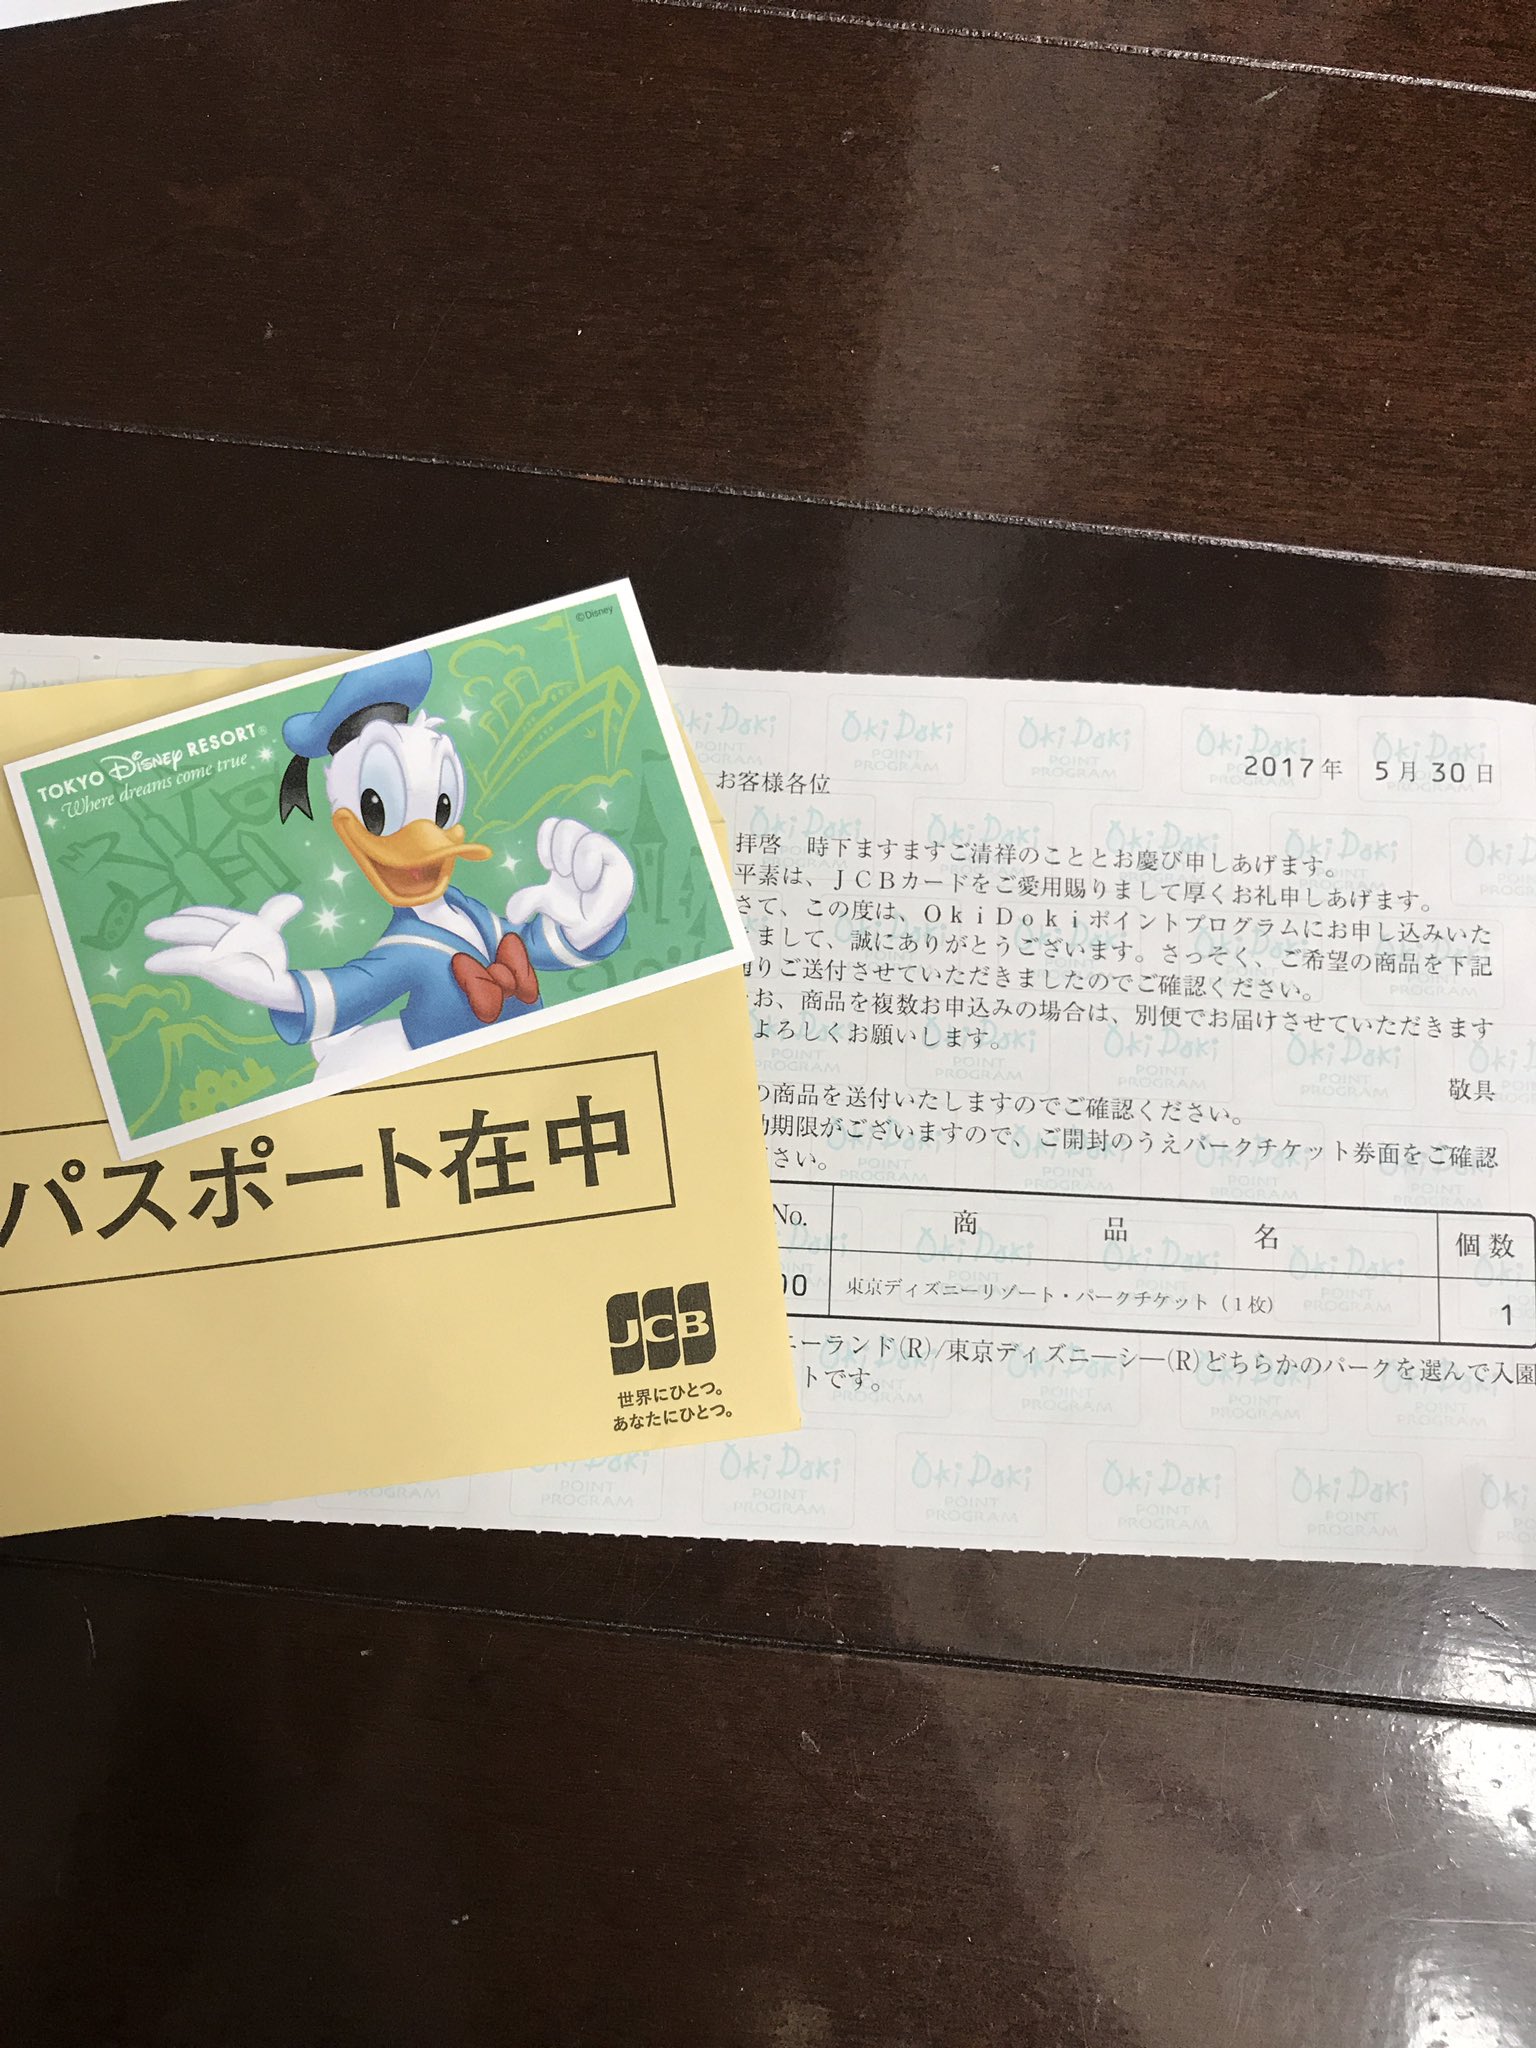 ©Disney
TOKYO Disney RESORT®
Where dreams come true
パスポート在中
JCB
世界にひとつ。
あなたにひとつ。
2017年 5月30日
お客様各位
拝啓 時下ますますご清祥のこととお慶び申しあげます。
平素は、JCBカードをご愛用賜りまして厚くお礼申しあげます。
さて、この度は、OkiDokiポイントプログラムにお申し込みいた
まして、誠にありがとうございます。さっそく、ご希望の商品を下記
りご送付させていただきましたのでご確認ください。
お、商品を複数お申込みの場合は、別便でお届けさせていただきます
よろしくお願いします。
敬具
の商品を送付いたしますのでご確認ください。
期限がございますので、ご開封のうえパークチケット券面をご確認
さい。
No. 商品名 個数
00 東京ディズニーリゾート・パークチケット(1枚) 1
ニーランド(R)/東京ディズニーシー(R)どちらかのパークを選んで入園
トです。
Oki Doki
POINT
PROGRAM